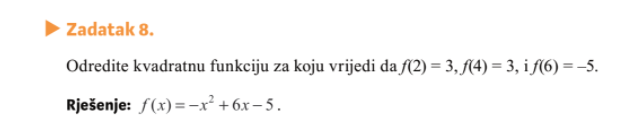 Zadatak 8.
Odredite kvadratnu funkciju za koju vrijedi da f(2) = 3, f(4) = 3, i f(6) = –5.
Rješenje: f(x) = −x² + 6x − 5.